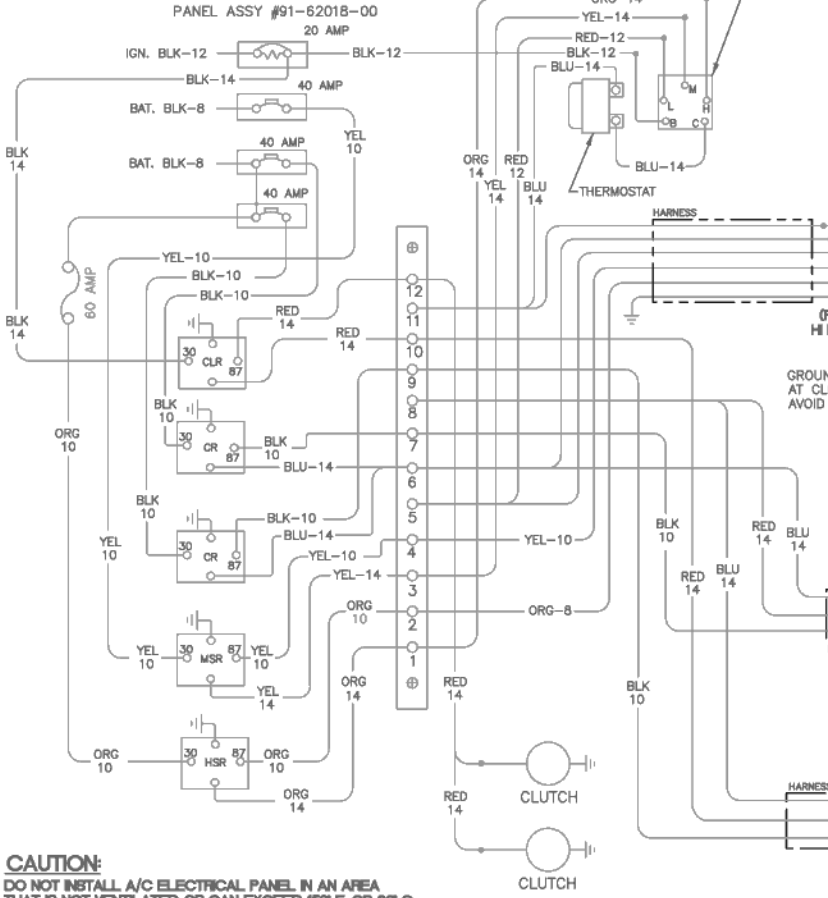 ORG-14
PANEL ASSY #91-62018-00
YEL-14
20 AMP
RED-12
IGN. BLK-12
BLK-12
BLK-12
BLU-14
BLK-14
40 AMP
M
L
H
B
C
BAT. BLK-8
YEL
10
BLK
14
40 AMP
BAT. BLK-8
ORG
14
RED
12
YEL
14
BLU
14
BLU-14
THERMOSTAT
40 AMP
HARNESS
YEL-10
BLK-10
BLK-10
60 AMP
12
11
10
9
8
7
6
5
4
3
2
1
RED
14
BLK
14
RED
14
30
CLR
87
BLK
10
30
CR
87
BLK
10
BLU-14
ORG
10
GROUN
AT CL
AVOID
BLK
10
BLK-10
BLU-14
YEL
10
30
CR
87
YEL-10
YEL-14
YEL-10
BLK
10
RED
14
BLU
14
RED
14
BLU
14
ORG
10
ORG-8
YEL
10
30
MSR
87
YEL
10
YEL
14
ORG
14
RED
14
BLK
10
ORG
10
30
HSR
87
ORG
10
ORG
14
CLUTCH
RED
14
CLUTCH
HARNESS
CAUTION:
DO NOT INSTALL A/C ELECTRICAL PANEL IN AN AREA